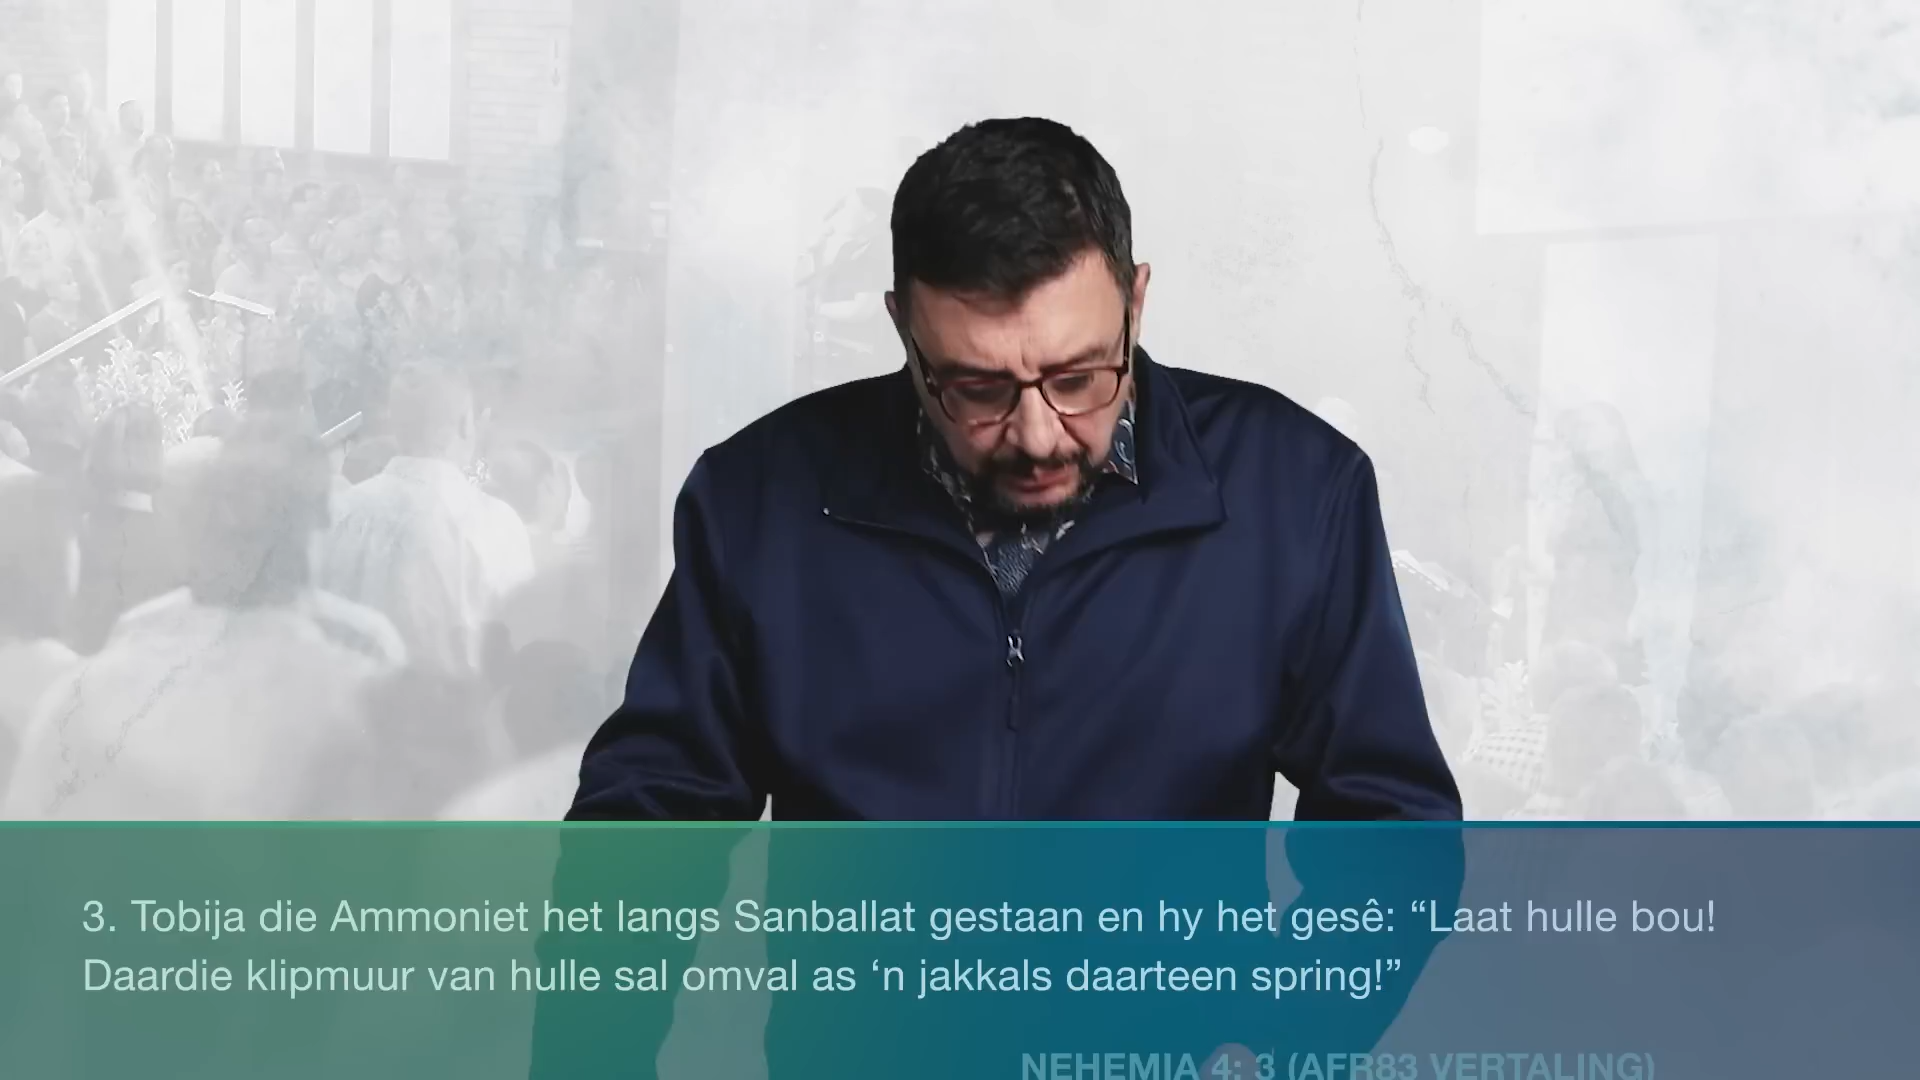 3. Tobija die Ammoniet het langs Sanballat gestaan en hy het gesê: “Laat hulle bou!
Daardie klipmuur van hulle sal omval as ‘n jakkals daarteen spring!”
NEHEMIA 4: 3 (AFR83 VERTALING)